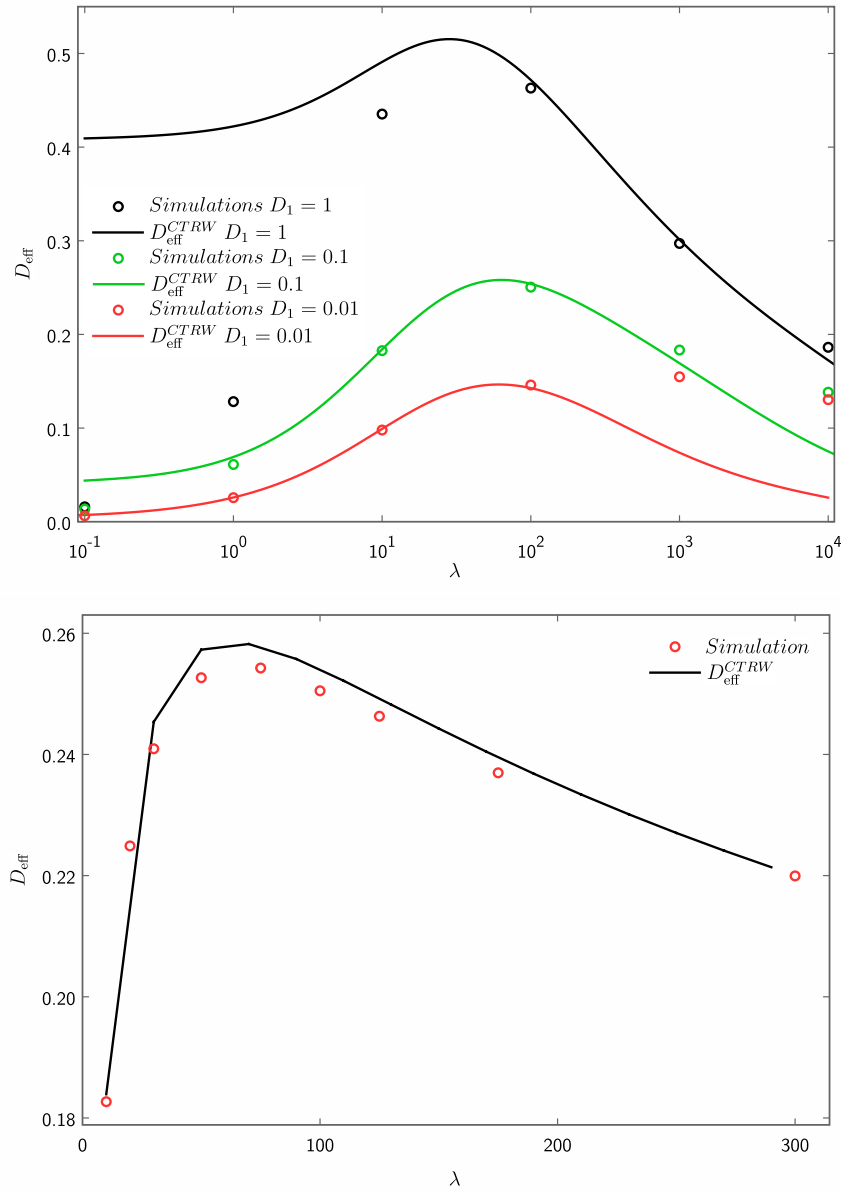 0.5
0.4
0.3
0.2
0.1
0.0
D_eff
Simulations D_1 = 1
D_eff^CTRW D_1 = 1
Simulations D_1 = 0.1
D_eff^CTRW D_1 = 0.1
Simulations D_1 = 0.01
D_eff^CTRW D_1 = 0.01
10^-1 10^0 10^1 10^2 10^3 10^4
λ
0.26
0.24
0.22
0.20
0.18
D_eff
Simulation
D_eff^CTRW
0 100 200 300
λ